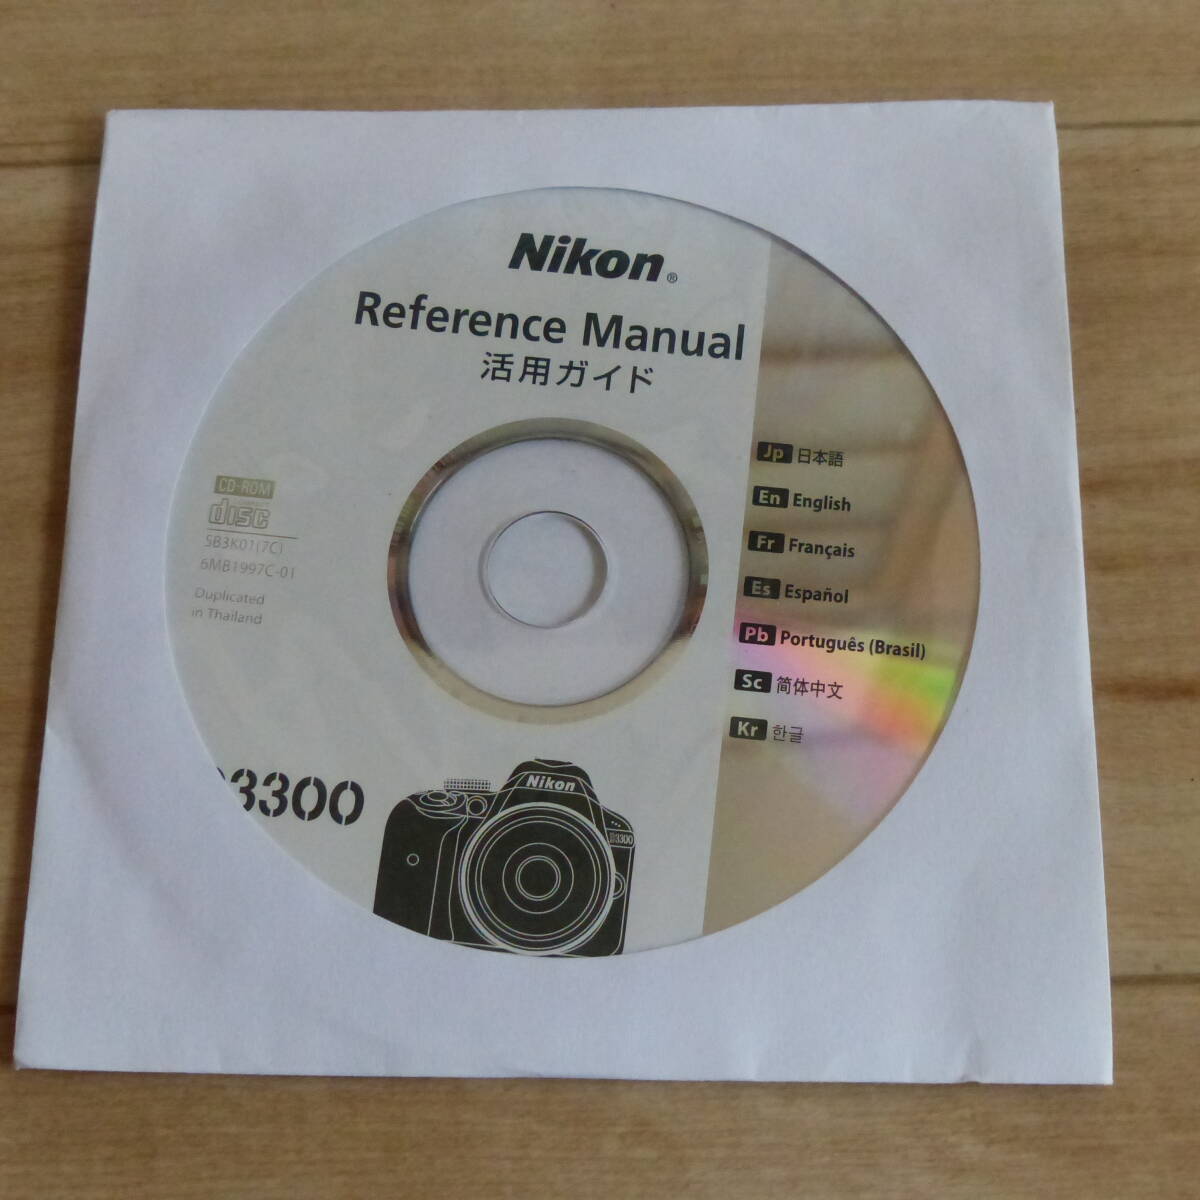 Nikon®
Reference Manual
活用ガイド
Jp 日本語
En English
Fr Français
Es Español
Pb Português (Brasil)
Sc 简体中文
Kr 한글
CD-ROM
COMPACT
disc
SB3K01(7C)
6MB1997C-01
Duplicated
in Thailand
D3300
Nikon
D3300